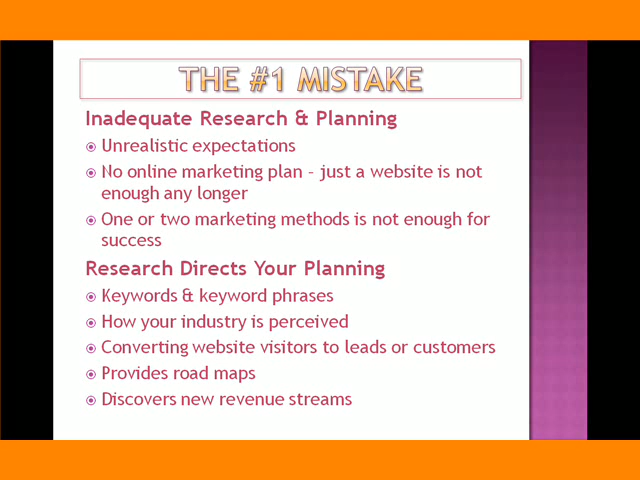 THE #1 MISTAKE
Inadequate Research & Planning
Unrealistic expectations
No online marketing plan – just a website is not
enough any longer
One or two marketing methods is not enough for
success
Research Directs Your Planning
Keywords & keyword phrases
How your industry is perceived
Converting website visitors to leads or customers
Provides road maps
Discovers new revenue streams